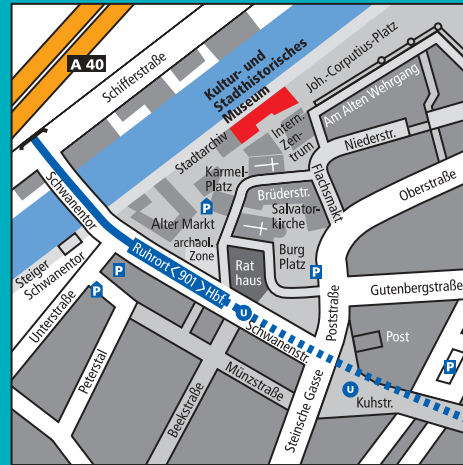 A 40
Schifferstraße
Kultur- und
Stadthistorisches
Museum
Joh.-Corputius-Platz
Am Alten Wehrgang
Stadtarchiv
Intern.
Zen-
trum
Niederstr.
Karmel-
Platz
Flachsmakt
Oberstraße
Schwanentor
Brüderstr.
P
Salvator-
kirche
Alter Markt
archäol.
Zone
Burg
Platz
Steiger
Schwanentor
Ruhrort <901> Hbf.
Rat
haus
P
P
P
Unterstraße
U
Gutenbergstraße
Poststraße
Schwanenstr.
Post
Peterstal
Münzstraße
P
Beekstraße
Steinsche Gasse
U
Kuhstr.